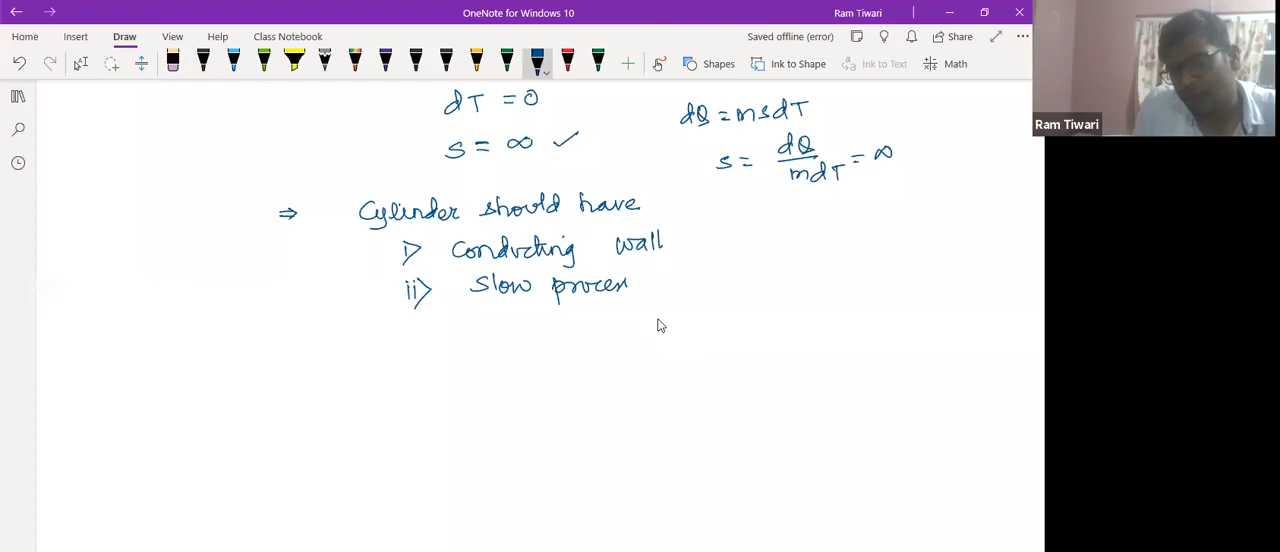 OneNote for Windows 10
Ram Tiwari
Home Insert Draw View Help Class Notebook
Saved offline (error)
Share
Shapes
Ink to Shape
Ink to Text
Math
Ram Tiwari
dT = 0
dQ = msdT
s = ∞ ✓
s = dQ/mdT = ∞
⇒ Cylinder should have
i> conducting wall
ii> slow process